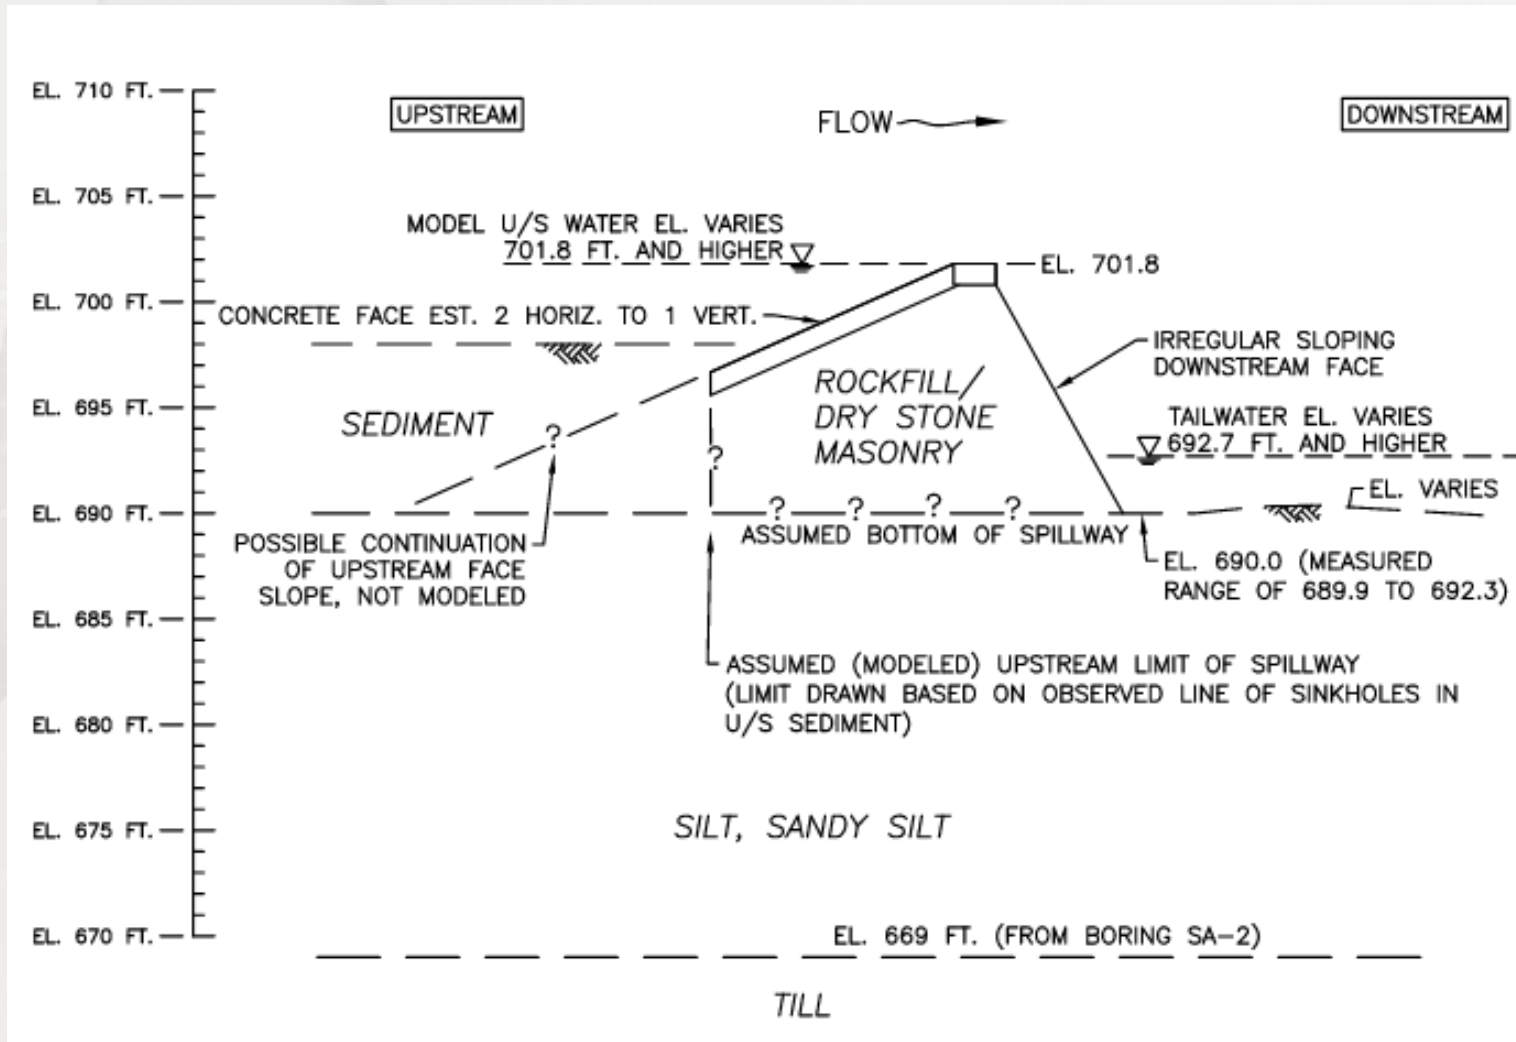 EL. 710 FT.
UPSTREAM
FLOW
DOWNSTREAM
EL. 705 FT.
MODEL U/S WATER EL. VARIES
701.8 FT. AND HIGHER
EL. 701.8
EL. 700 FT.
CONCRETE FACE EST. 2 HORIZ. TO 1 VERT.
IRREGULAR SLOPING
DOWNSTREAM FACE
ROCKFILL/
DRY STONE
MASONRY
EL. 695 FT.
SEDIMENT
?
?
TAILWATER EL. VARIES
692.7 FT. AND HIGHER
EL. VARIES
EL. 690 FT.
? ? ? ?
ASSUMED BOTTOM OF SPILLWAY
POSSIBLE CONTINUATION
OF UPSTREAM FACE
SLOPE, NOT MODELED
EL. 690.0 (MEASURED
RANGE OF 689.9 TO 692.3)
EL. 685 FT.
ASSUMED (MODELED) UPSTREAM LIMIT OF SPILLWAY
(LIMIT DRAWN BASED ON OBSERVED LINE OF SINKHOLES IN
U/S SEDIMENT)
EL. 680 FT.
EL. 675 FT.
SILT, SANDY SILT
EL. 670 FT.
EL. 669 FT. (FROM BORING SA-2)
TILL